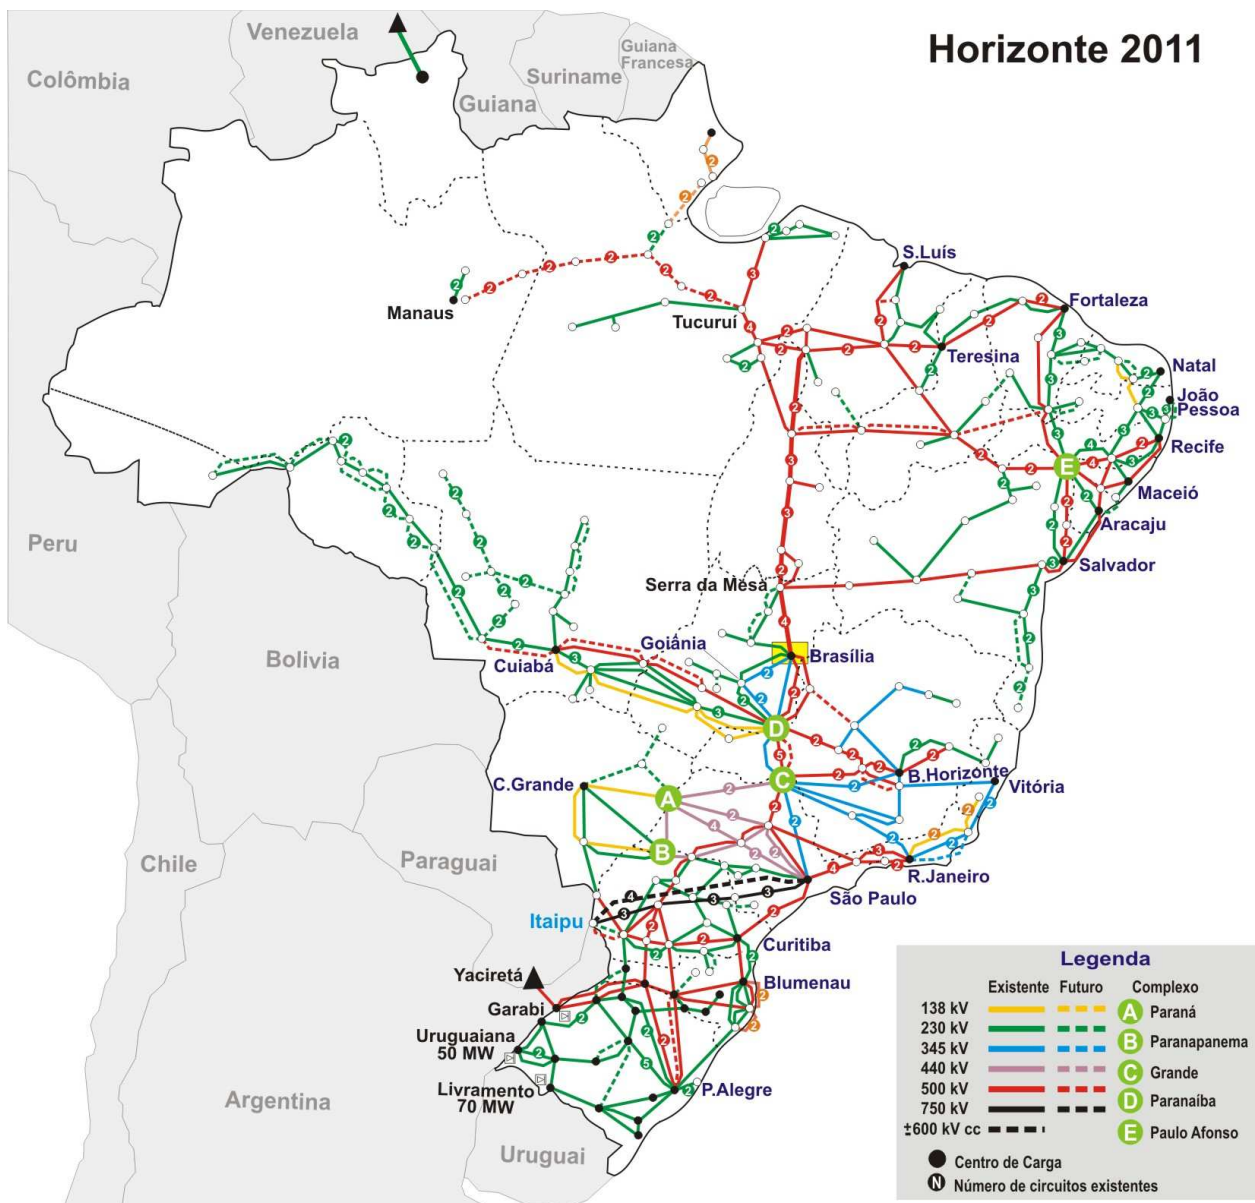 Horizonte 2011
Venezuela
Guiana
Francesa
Colômbia
Suriname
Guiana
S.Luís
Manaus
Tucuruí
Fortaleza
Teresina
Natal
João
Pessoa
Recife
Maceió
Aracaju
Salvador
Peru
Serra da Mesa
Goiânia
Brasília
Cuiabá
Bolivia
D
C
B.Horizonte
Vitória
C.Grande
A
B
E
R.Janeiro
São Paulo
Chile
Paraguai
Itaipu
Curitiba
Yaciretá
Blumenau
Garabi
Uruguaiana
50 MW
Livramento
70 MW
P.Alegre
Argentina
Uruguai
Legenda
Existente Futuro Complexo
138 kV A Paraná
230 kV B Paranapanema
345 kV
440 kV C Grande
500 kV D Paranaíba
750 kV
±600 kV cc E Paulo Afonso
Centro de Carga
N Número de circuitos existentes